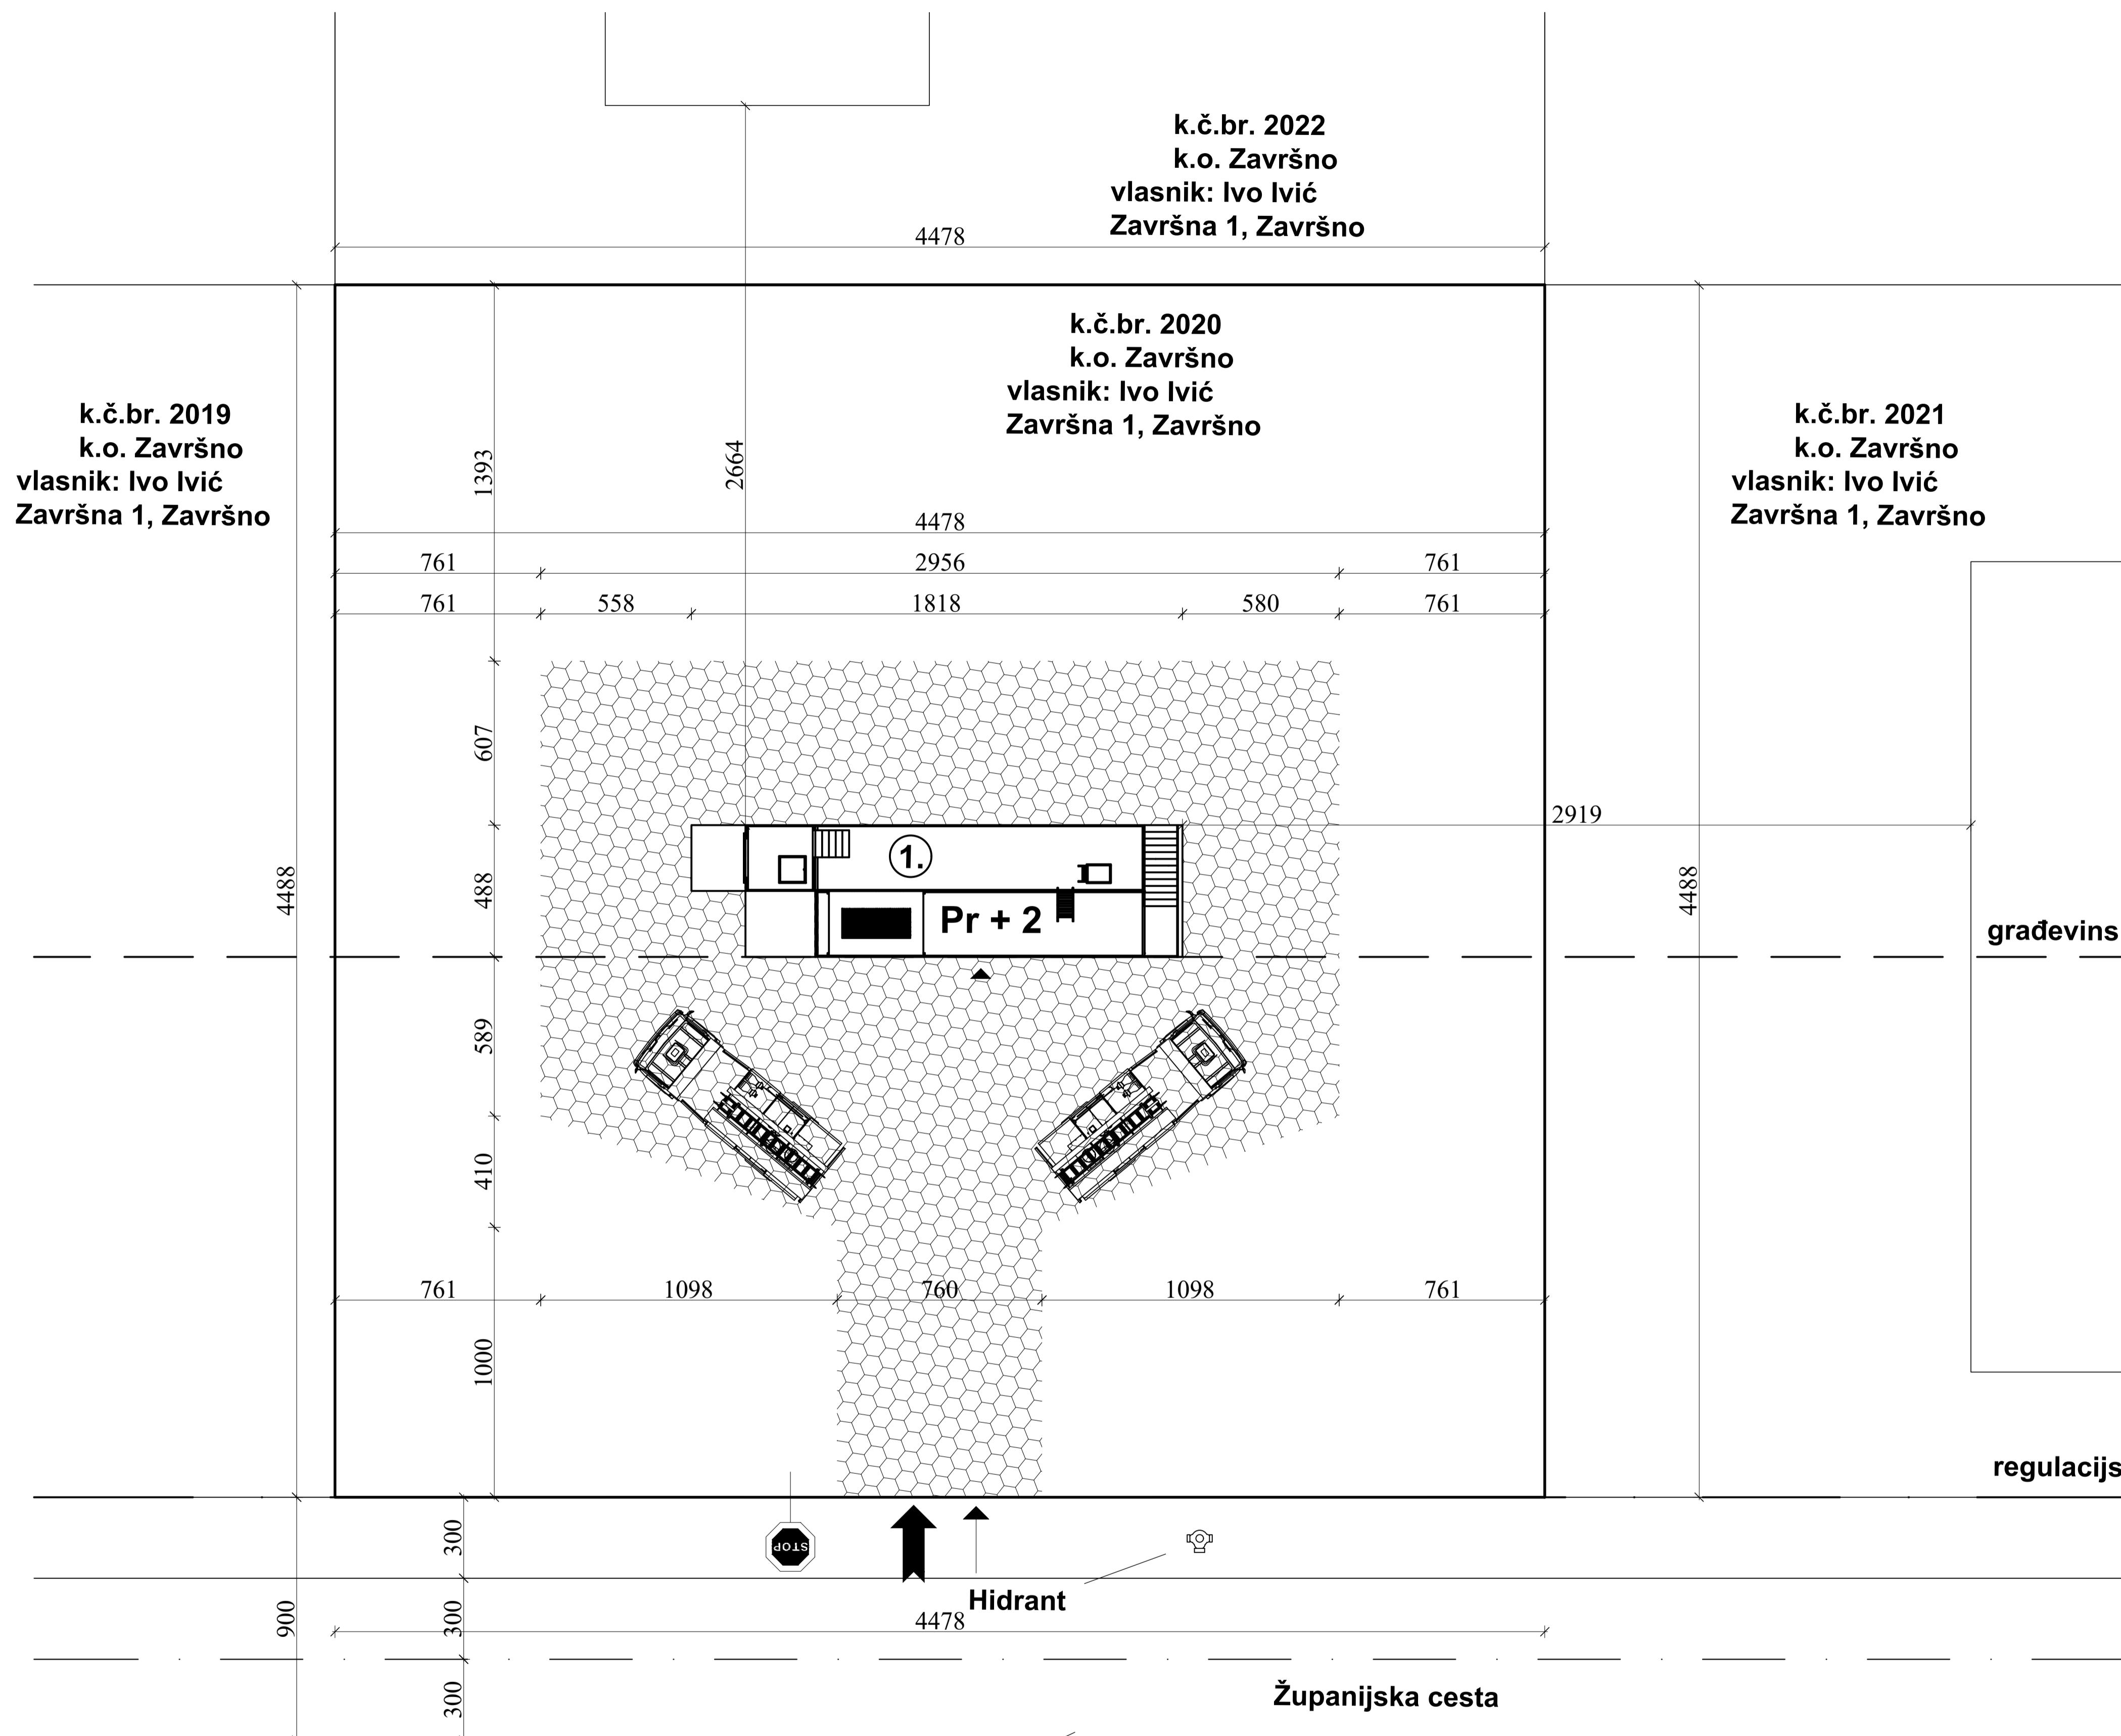 k.č.br. 2022
k.o. Završno
vlasnik: Ivo Ivić
Završna 1, Završno
4478
k.č.br. 2020
k.o. Završno
vlasnik: Ivo Ivić
Završna 1, Završno
k.č.br. 2019
k.o. Završno
vlasnik: Ivo Ivić
Završna 1, Završno
k.č.br. 2021
k.o. Završno
vlasnik: Ivo Ivić
Završna 1, Završno
1393
2664
4478
761 2956 761
761 558 1818 580 761
607
2919
1.
4488
488
4488
Pr + 2
građevins
589
410
761 1098 760 1098 761
1000
regulacijs
300
STOP
Hidrant
900
300
4478
300
Županijska cesta